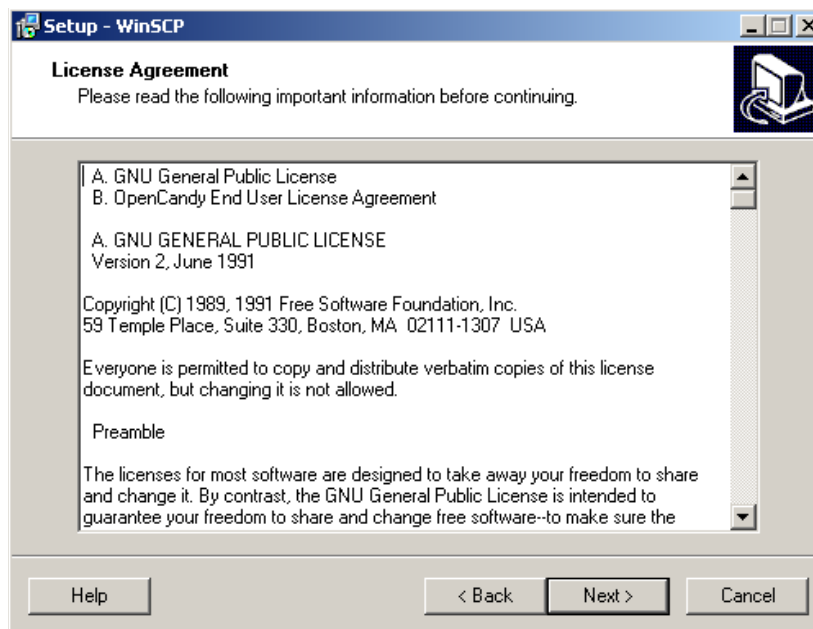 Setup - WinSCP
License Agreement
Please read the following important information before continuing.
A. GNU General Public License
B. OpenCandy End User License Agreement
A. GNU GENERAL PUBLIC LICENSE
Version 2, June 1991
Copyright (C) 1989, 1991 Free Software Foundation, Inc.
59 Temple Place, Suite 330, Boston, MA  02111-1307  USA
Everyone is permitted to copy and distribute verbatim copies of this license
document, but changing it is not allowed.
Preamble
The licenses for most software are designed to take away your freedom to share
and change it. By contrast, the GNU General Public License is intended to
guarantee your freedom to share and change free software--to make sure the
Help
< Back
Next >
Cancel